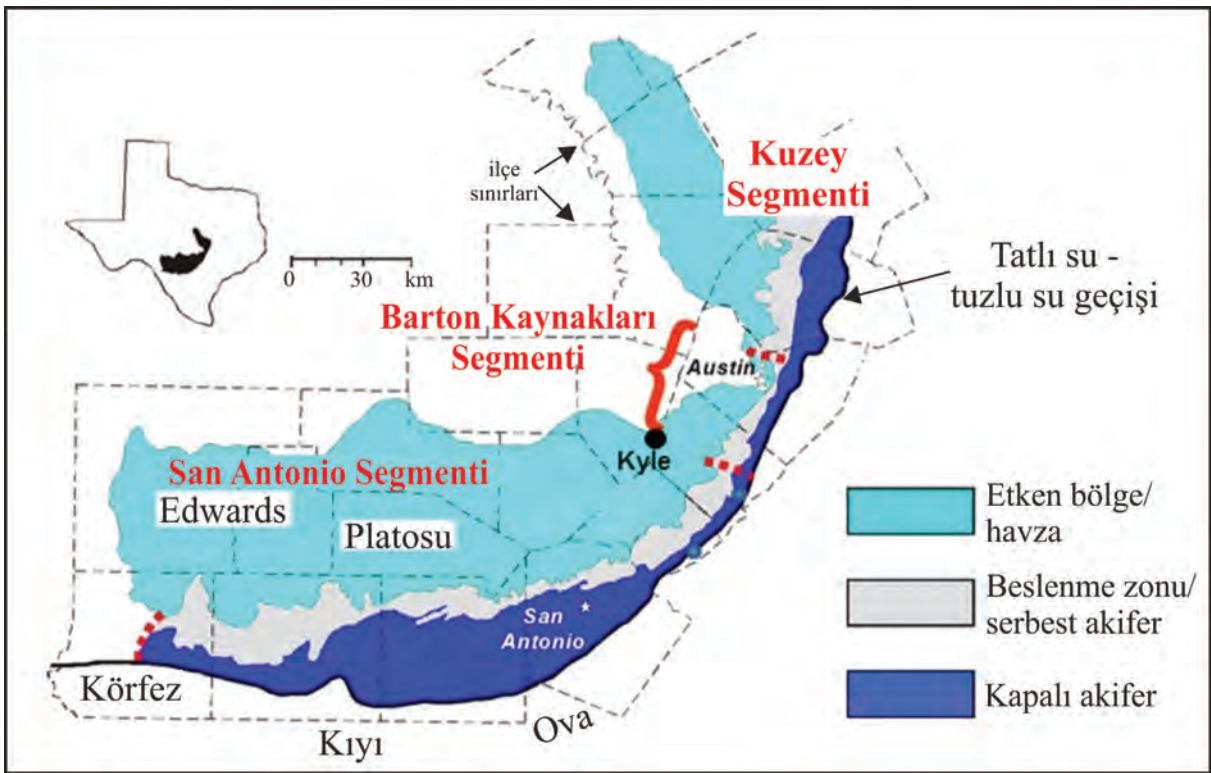 Kuzey
Segmenti
ilçe
sınırları
Tatlı su -
tuzlu su geçişi
0 30
km
Barton Kaynakları
Segmenti
Austin
Kyle
San Antonio Segmenti
Edwards
Platosu
Etken bölge/
havza
Beslenme zonu/
serbest akifer
San
Antonio
Kapalı akifer
Körfez
Kıyı
Ova